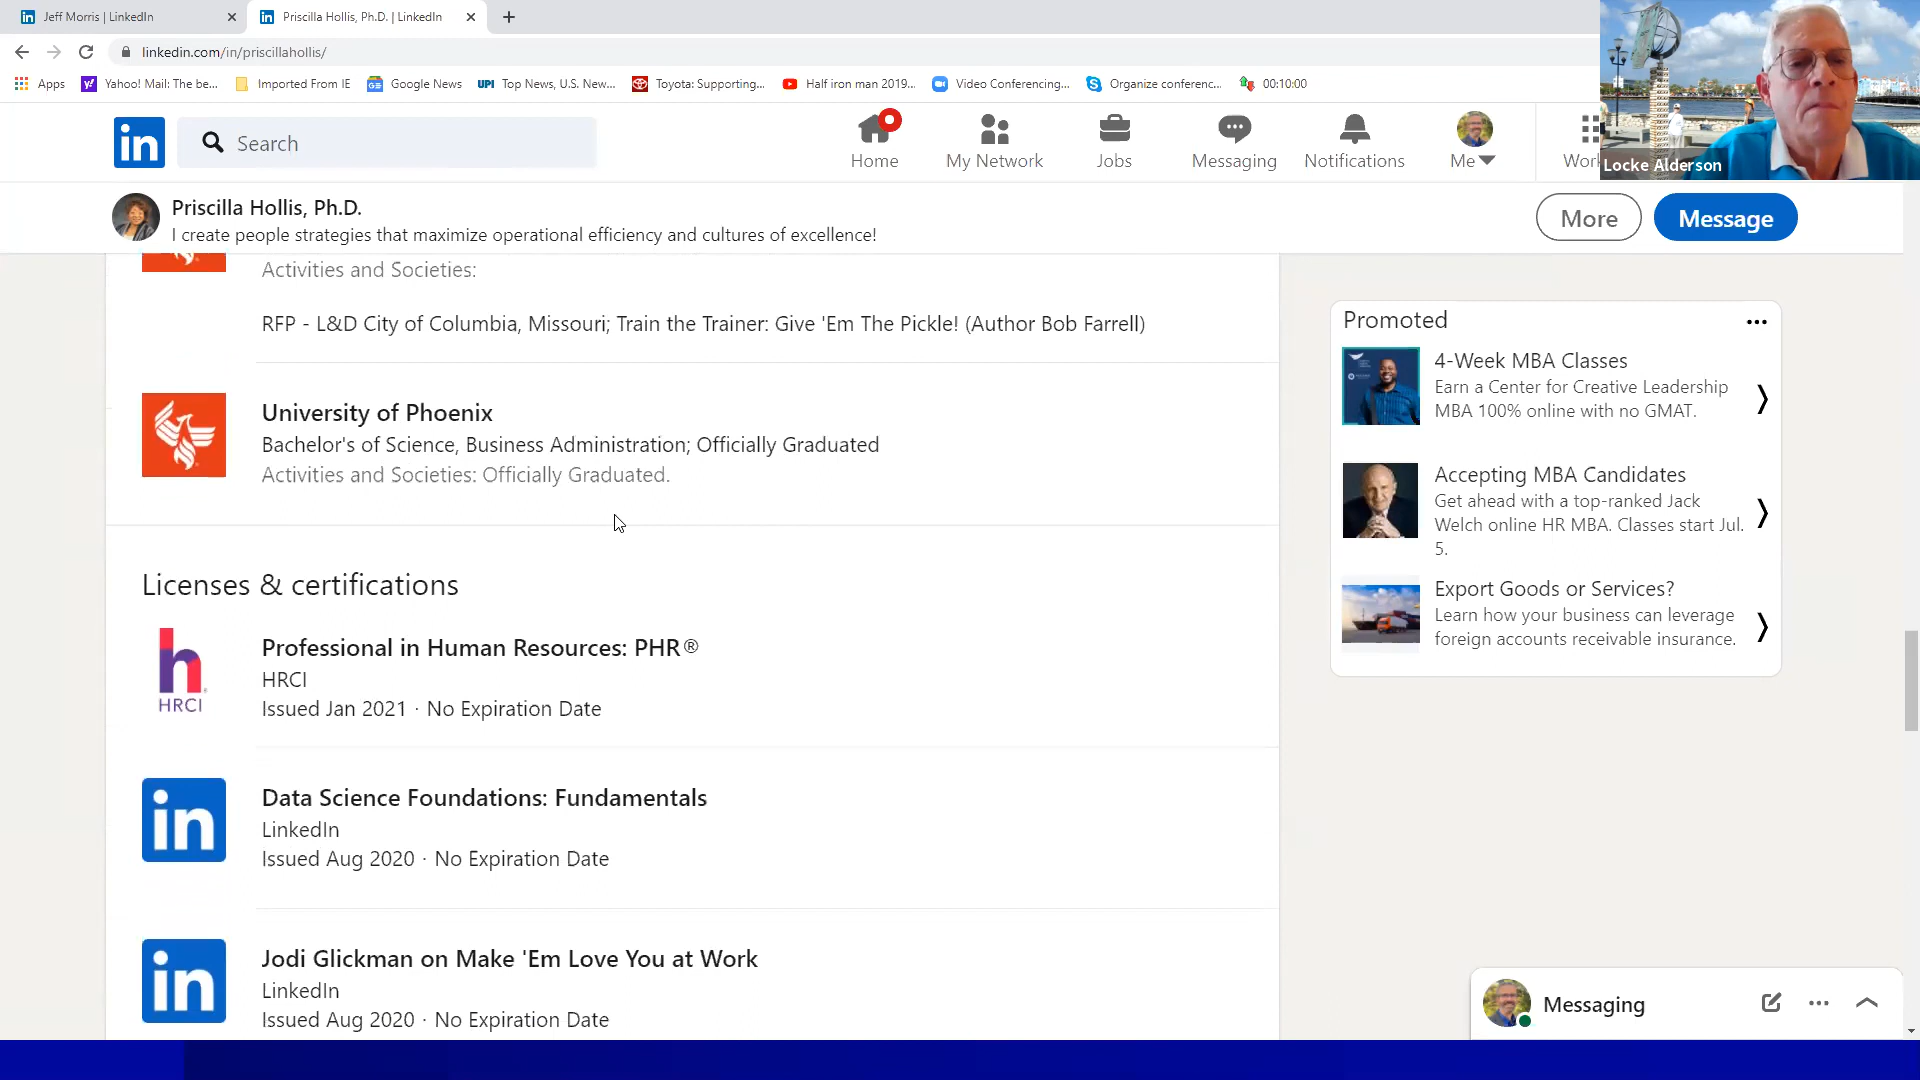 Jeff Morris | LinkedIn
Priscilla Hollis, Ph.D. | LinkedIn
linkedin.com/in/priscillahollis/
Apps
Yahoo! Mail: The be...
Imported From IE
Google News
UPI Top News, U.S. New...
Toyota: Supporting...
Half iron man 2019...
Video Conferencing...
Organize conferenc...
00:10:00
in
Search
Home
My Network
Jobs
Messaging
Notifications
Me
Locke Alderson
Priscilla Hollis, Ph.D.
I create people strategies that maximize operational efficiency and cultures of excellence!
More
Message
Activities and Societies:
RFP - L&D City of Columbia, Missouri; Train the Trainer: Give 'Em The Pickle! (Author Bob Farrell)
University of Phoenix
Bachelor's of Science, Business Administration; Officially Graduated
Activities and Societies: Officially Graduated.
Licenses & certifications
h
HRCI
Professional in Human Resources: PHR®
HRCI
Issued Jan 2021 · No Expiration Date
in
Data Science Foundations: Fundamentals
LinkedIn
Issued Aug 2020 · No Expiration Date
in
Jodi Glickman on Make 'Em Love You at Work
LinkedIn
Issued Aug 2020 · No Expiration Date
Promoted
4-Week MBA Classes
Earn a Center for Creative Leadership
MBA 100% online with no GMAT.
Accepting MBA Candidates
Get ahead with a top-ranked Jack
Welch online HR MBA. Classes start Jul.
5.
Export Goods or Services?
Learn how your business can leverage
foreign accounts receivable insurance.
Messaging